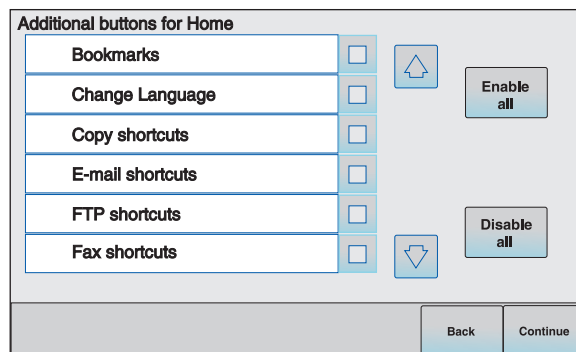 Additional buttons for Home
Bookmarks
Change Language
Enable
all
Copy shortcuts
E-mail shortcuts
FTP shortcuts
Disable
all
Fax shortcuts
Back
Continue